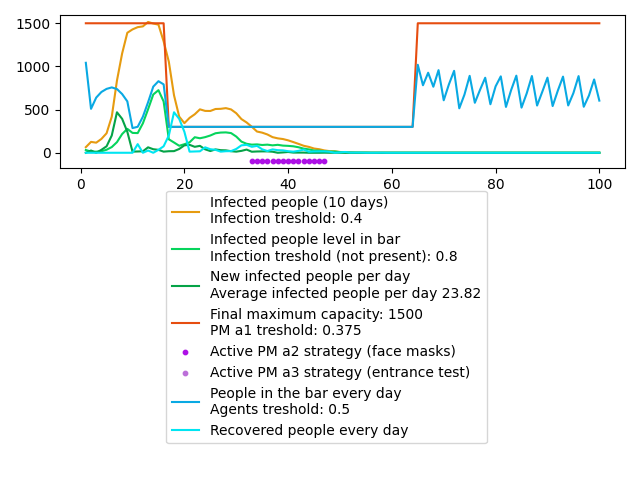 1500
1000
500
0
0
20
40
60
80
100
Infected people (10 days)
Infection treshold: 0.4
Infected people level in bar
Infection treshold (not present): 0.8
New infected people per day
Average infected people per day 23.82
Final maximum capacity: 1500
PM a1 treshold: 0.375
Active PM a2 strategy (face masks)
Active PM a3 strategy (entrance test)
People in the bar every day
Agents treshold: 0.5
Recovered people every day